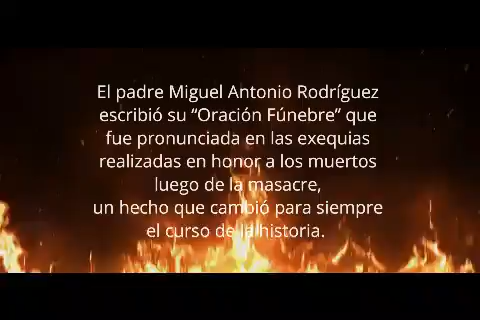 El padre Miguel Antonio Rodríguez
escribió su “Oración Fúnebre” que
fue pronunciada en las exequias
realizadas en honor a los muertos
luego de la masacre,
un hecho que cambió para siempre
el curso de la historia.